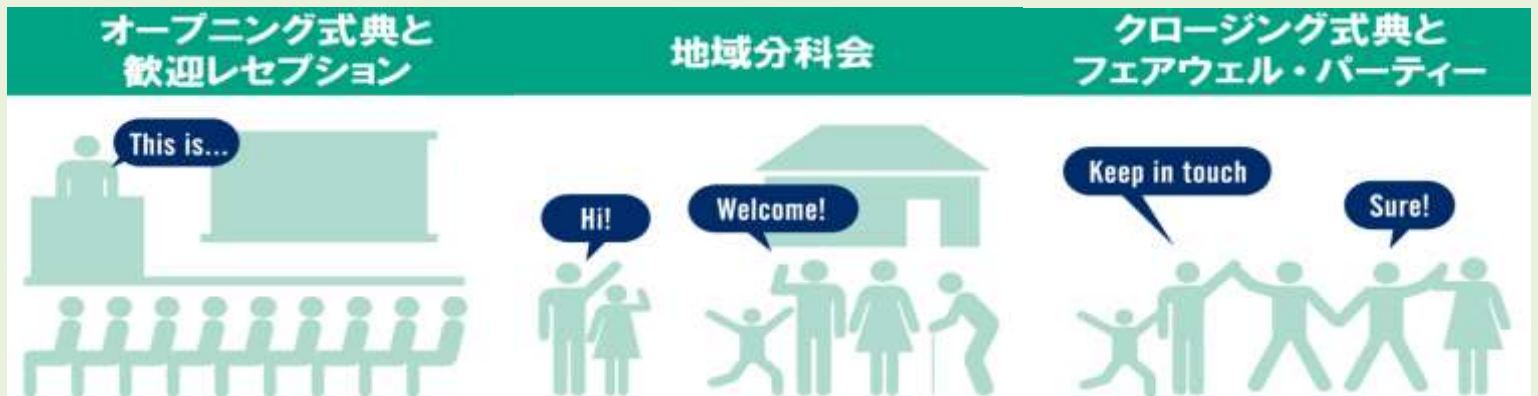 オープニング式典と
歓迎レセプション
This is...
地域分科会
Hi!
Welcome!
クロージング式典と
フェアウェル・パーティー
Keep in touch
Sure!